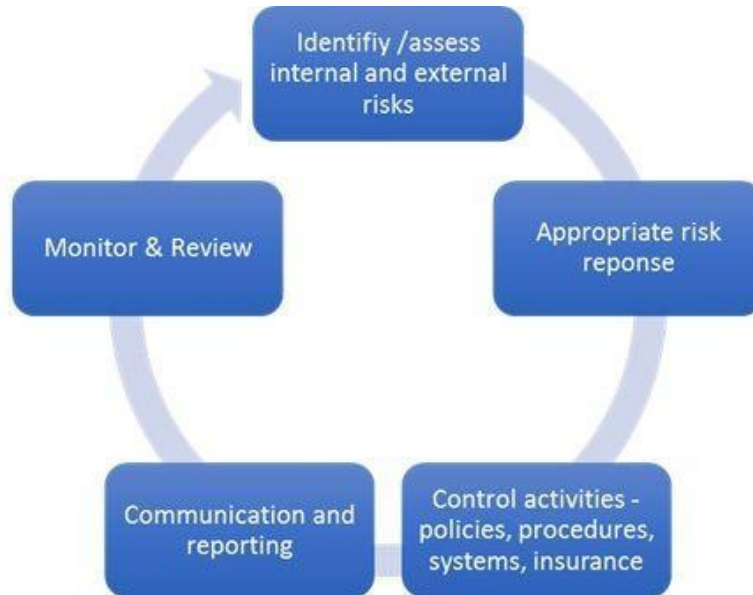 Identifiy /assess
internal and external
risks
Appropriate risk
reponse
Control activities -
policies, procedures,
systems, insurance
Communication and
reporting
Monitor & Review